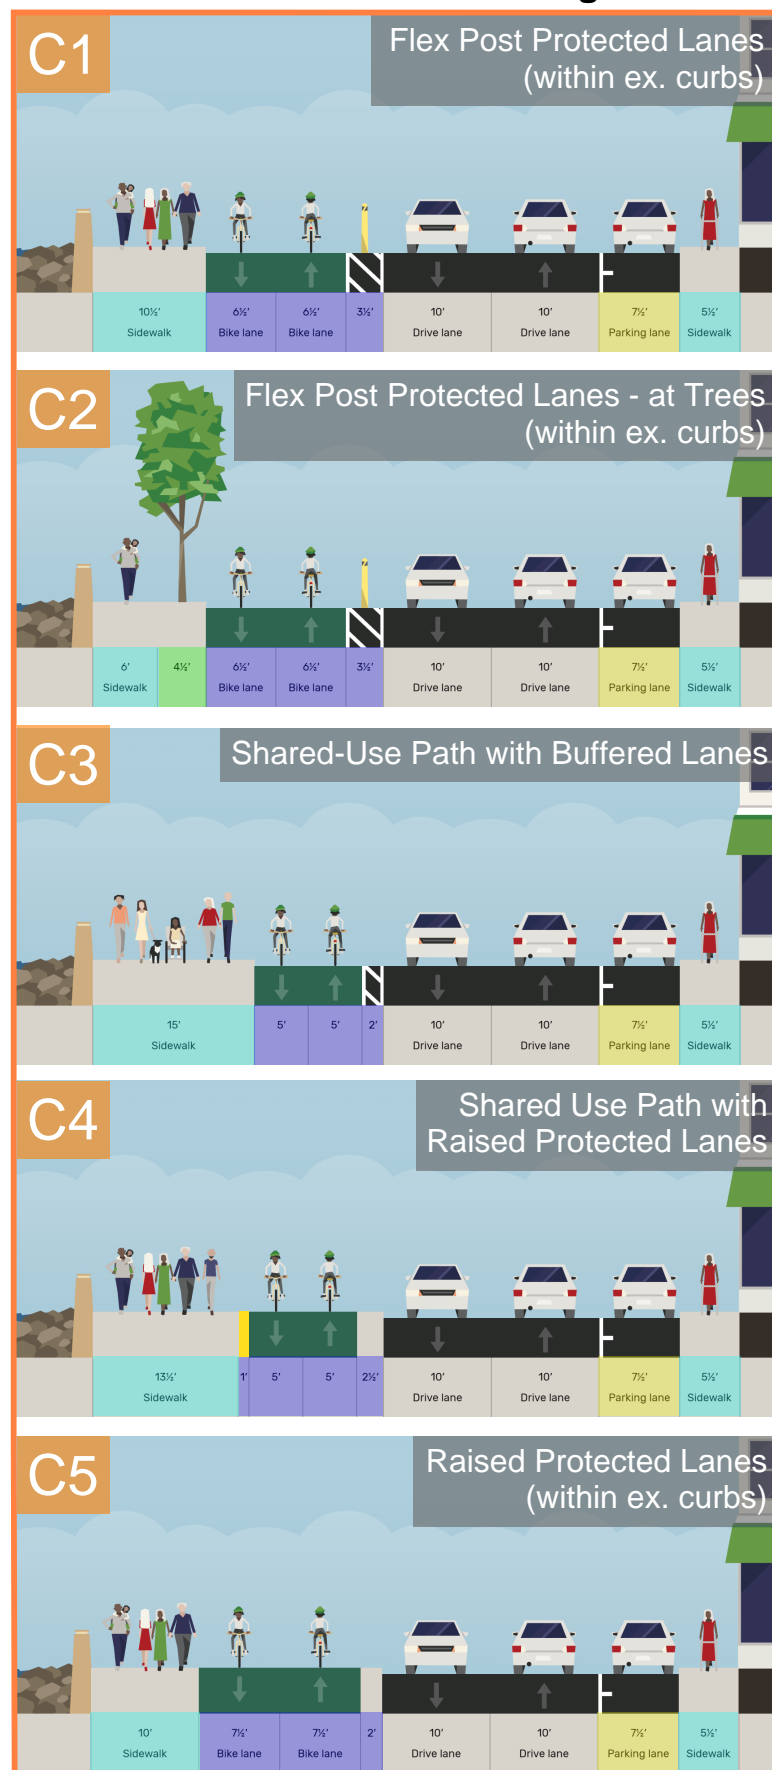 C1
Flex Post Protected Lanes
(within ex. curbs)
10½' 6½' 6½' 3½' 10' 10' 7½' 5½'
Sidewalk Bike lane Bike lane Drive lane Drive lane Parking lane Sidewalk
C2
Flex Post Protected Lanes - at Trees
(within ex. curbs)
6' 4½' 6½' 6½' 3½' 10' 10' 7½' 5½'
Sidewalk Bike lane Bike lane Drive lane Drive lane Parking lane Sidewalk
C3
Shared-Use Path with Buffered Lanes
15' 5' 5' 2' 10' 10' 7½' 5½'
Sidewalk Drive lane Drive lane Parking lane Sidewalk
C4
Shared Use Path with
Raised Protected Lanes
13½' 1' 5' 5' 2½' 10' 10' 7½' 5½'
Sidewalk Drive lane Drive lane Parking lane Sidewalk
C5
Raised Protected Lanes
(within ex. curbs)
10' 7½' 7½' 2' 10' 10' 7½' 5½'
Sidewalk Bike lane Bike lane Drive lane Drive lane Parking lane Sidewalk